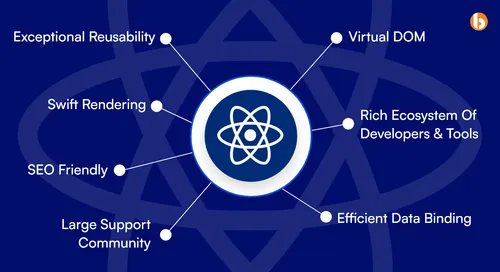 Exceptional Reusability
Swift Rendering
SEO Friendly
Large Support
Community
Virtual DOM
Rich Ecosystem Of
Developers & Tools
Efficient Data Binding